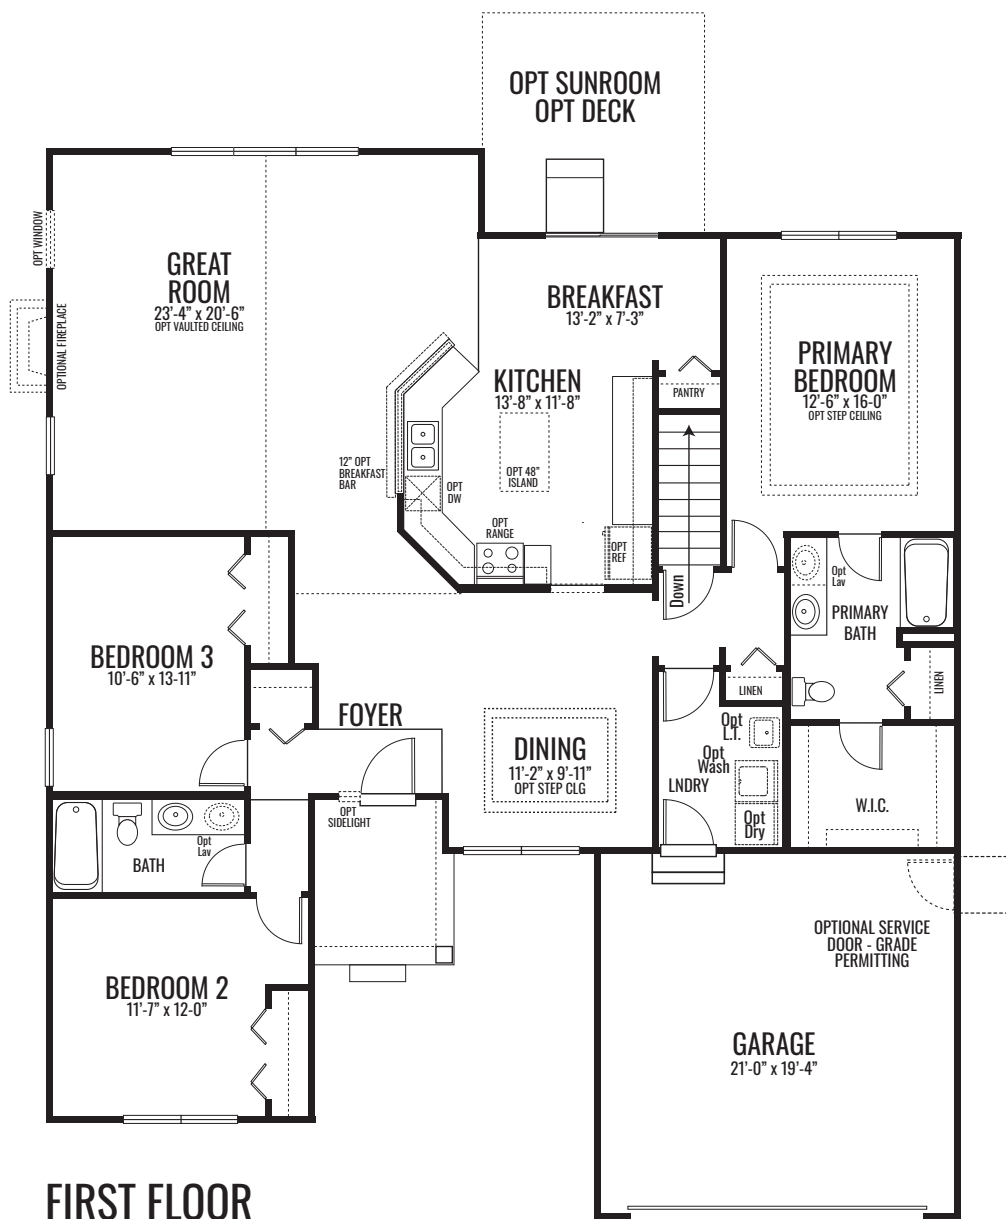 OPT SUNROOM
OPT DECK
OPT WINDOW
GREAT
ROOM
23'-4" x 20'-6"
OPT VAULTED CEILING
OPTIONAL FIREPLACE
BREAKFAST
13'-2" x 7'-3"
KITCHEN
13'-8" x 11'-8"
PANTRY
PRIMARY
BEDROOM
12'-6" x 16-0"
OPT STEP CEILING
12" OPT
BREAKFAST
BAR
OPT
DW
OPT 48"
ISLAND
OPT
RANGE
OPT
REF
Down
Opt
Lav
PRIMARY
BATH
LINEN
LINEN
BEDROOM 3
10'-6" x 13-11"
FOYER
DINING
11'-2" x 9'-11"
OPT STEP CLG
Opt
L.T.
Opt
Wash
LNDRY
Opt
Dry
W.I.C.
OPT
SIDELIGHT
Opt
Lav
BATH
BEDROOM 2
11'-7" x 12-0"
OPTIONAL SERVICE
DOOR - GRADE
PERMITTING
GARAGE
21'-0" x 19'-4"
FIRST FLOOR